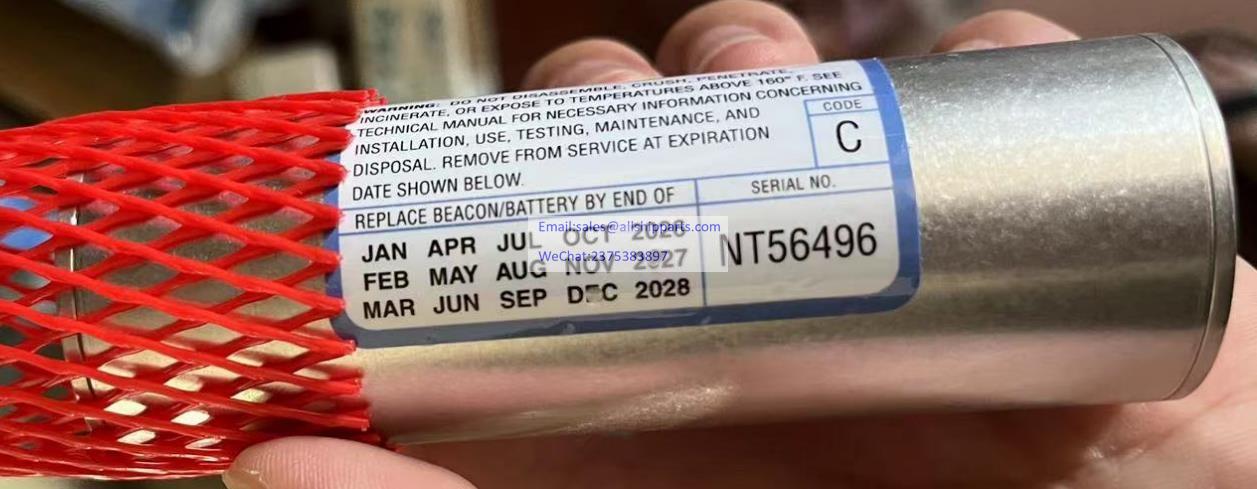 WARNING: DO NOT DISASSEMBLE, CRUSH, PENETRATE,
INCINERATE, OR EXPOSE TO TEMPERATURES ABOVE 160° F. SEE
TECHNICAL MANUAL FOR NECESSARY INFORMATION CONCERNING
INSTALLATION, USE, TESTING, MAINTENANCE, AND
DISPOSAL. REMOVE FROM SERVICE AT EXPIRATION
DATE SHOWN BELOW.
CODE
C
REPLACE BEACON/BATTERY BY END OF
JAN APR JUL OCT 2026
FEB MAY AUG NOV 2027
MAR JUN SEP DEC 2028
SERIAL NO.
NT56496
Email:sales@allshipparts.com
WeChat:2375383897